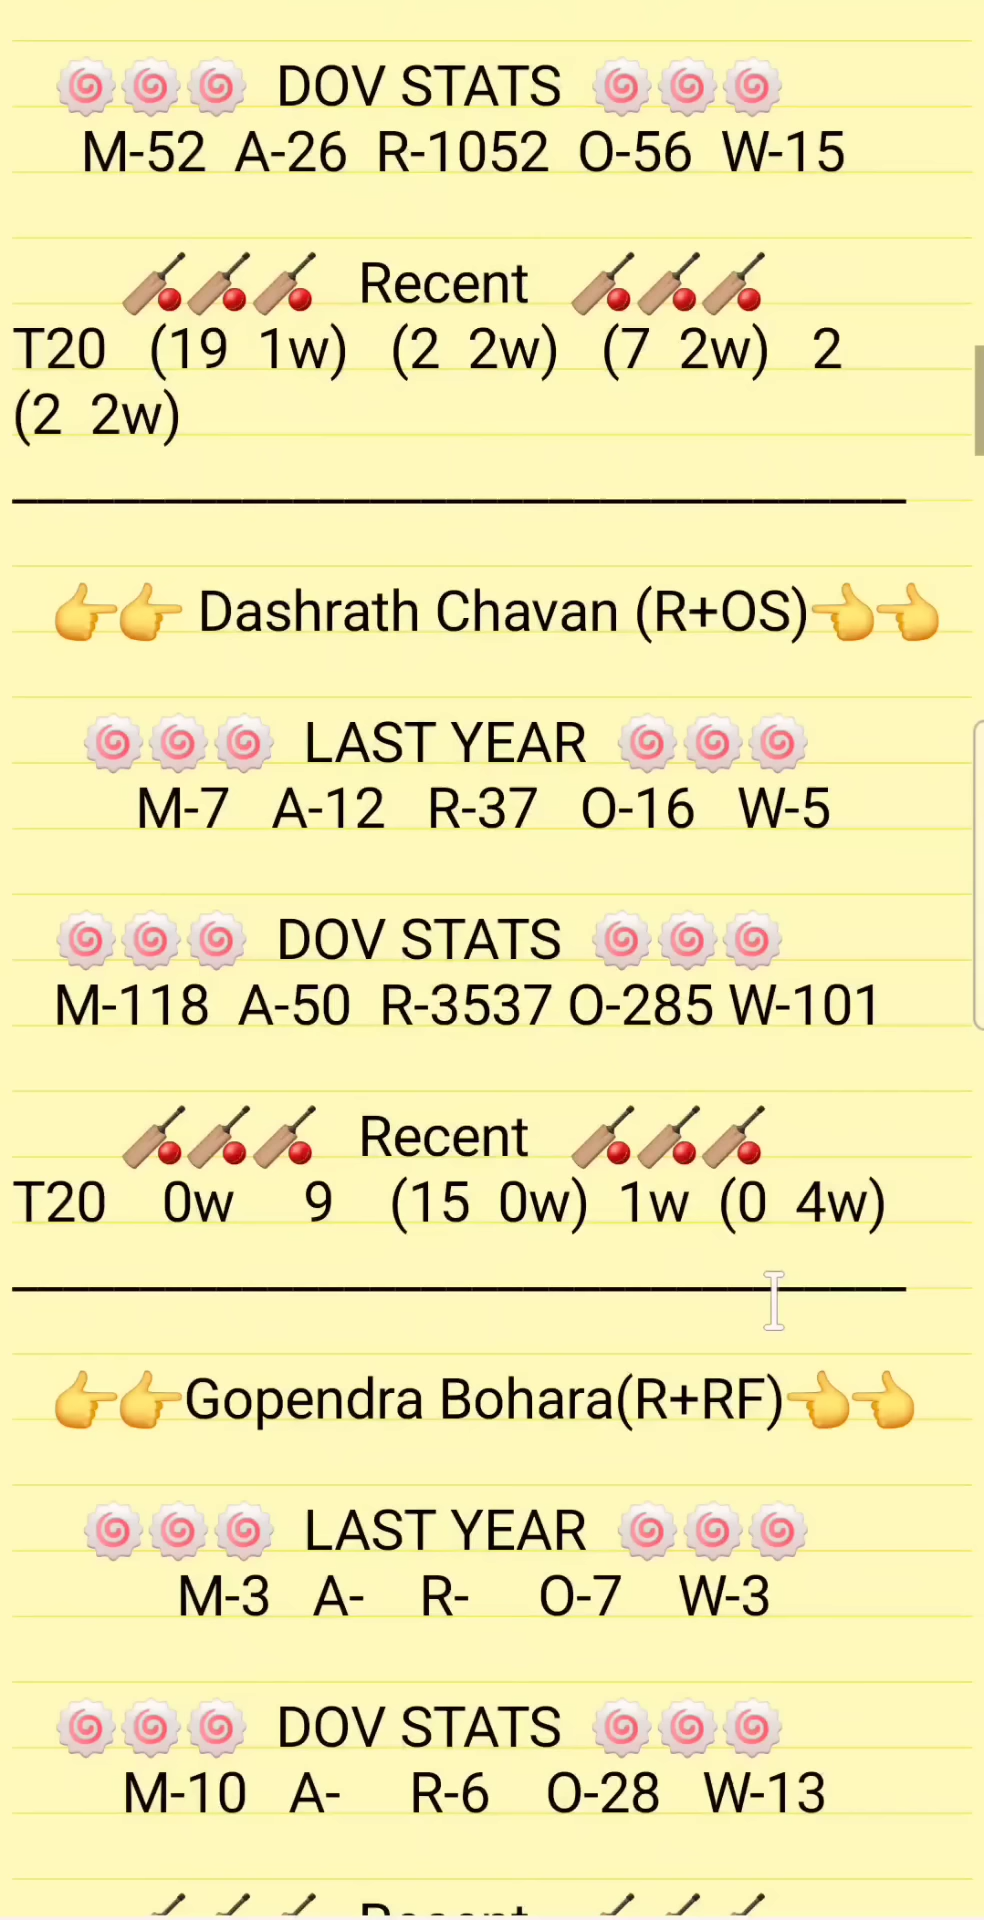 🍥🍥🍥 DOV STATS 🍥🍥🍥
M-52 A-26 R-1052 O-56 W-15
🏏🏏🏏 Recent 🏏🏏🏏
T20 (19 1w) (2 2w) (7 2w) 2
(2 2w)
👉👉 Dashrath Chavan (R+OS)👈👈
🍥🍥🍥 LAST YEAR 🍥🍥🍥
M-7 A-12 R-37 O-16 W-5
🍥🍥🍥 DOV STATS 🍥🍥🍥
M-118 A-50 R-3537 O-285 W-101
🏏🏏🏏 Recent 🏏🏏🏏
T20 0w 9 (15 0w) 1w (0 4w)
👉👉Gopendra Bohara(R+RF)👈👈
🍥🍥🍥 LAST YEAR 🍥🍥🍥
M-3 A- R- O-7 W-3
🍥🍥🍥 DOV STATS 🍥🍥🍥
M-10 A- R-6 O-28 W-13
🏏🏏🏏 Recent 🏏🏏🏏